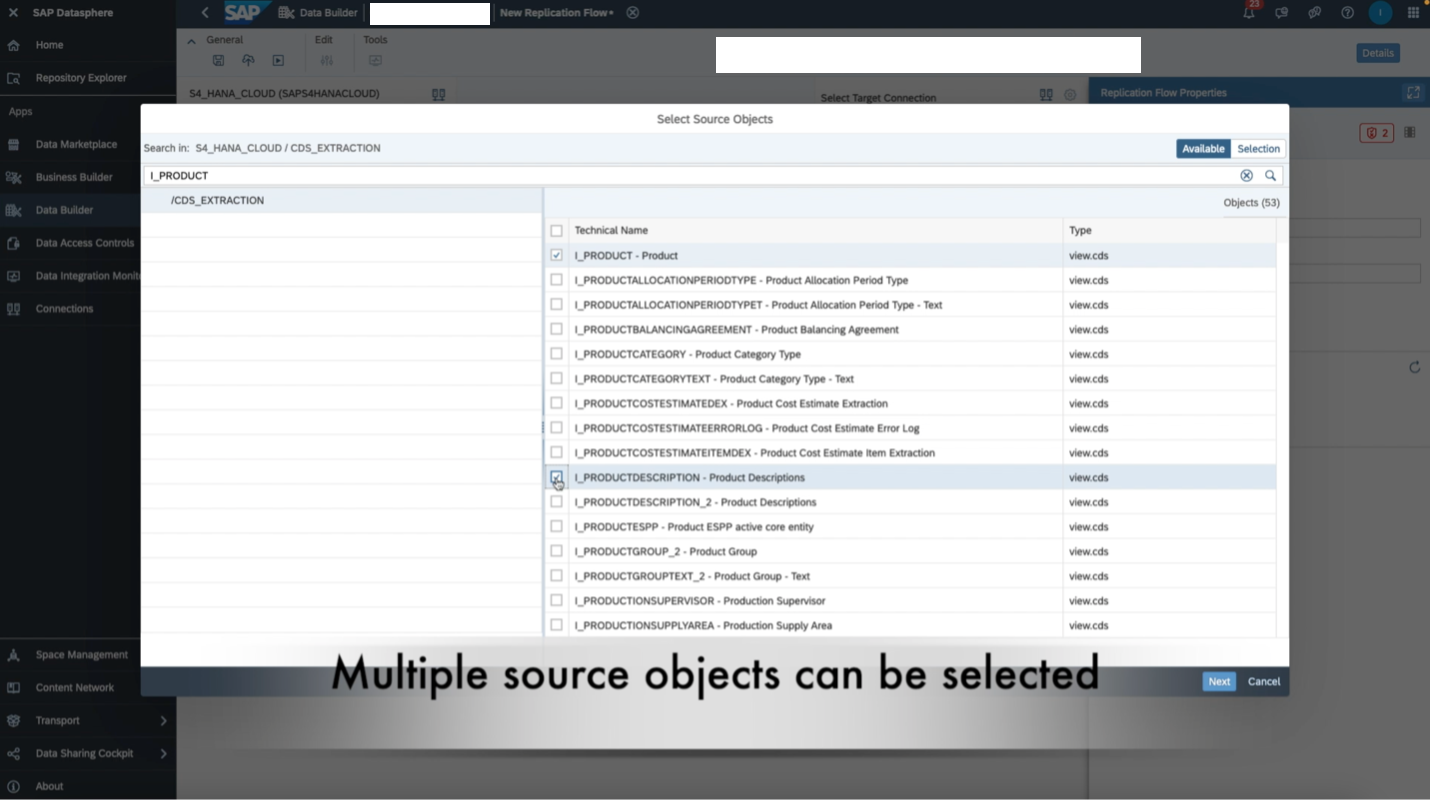 SAP Datasphere
SAP
Data Builder
New Replication Flow•
23
I
Home
Repository Explorer
Apps
Data Marketplace
Business Builder
Data Builder
Data Access Controls
Data Integration Monit
Connections
Space Management
Content Network
Transport
Data Sharing Cockpit
About
General
Edit
Tools
Details
S4_HANA_CLOUD (SAPS4HANACLOUD)
Select Target Connection
Replication Flow Properties
2
Select Source Objects
Search in: S4_HANA_CLOUD / CDS_EXTRACTION
Available
Selection
I_PRODUCT
/CDS_EXTRACTION
Objects (53)
Technical Name Type
I_PRODUCT - Product view.cds
I_PRODUCTALLOCATIONPERIODTYPE - Product Allocation Period Type view.cds
I_PRODUCTALLOCATIONPERIODTYPET - Product Allocation Period Type - Text view.cds
I_PRODUCTBALANCINGAGREEMENT - Product Balancing Agreement view.cds
I_PRODUCTCATEGORY - Product Category Type view.cds
I_PRODUCTCATEGORYTEXT - Product Category Type - Text view.cds
I_PRODUCTCOSTESTIMATEDEX - Product Cost Estimate Extraction view.cds
I_PRODUCTCOSTESTIMATEERRORLOG - Product Cost Estimate Error Log view.cds
I_PRODUCTCOSTESTIMATEITEMDEX - Product Cost Estimate Item Extraction view.cds
I_PRODUCTDESCRIPTION - Product Descriptions view.cds
I_PRODUCTDESCRIPTION_2 - Product Descriptions view.cds
I_PRODUCTESPP - Product ESPP active core entity view.cds
I_PRODUCTGROUP_2 - Product Group view.cds
I_PRODUCTGROUPTEXT_2 - Product Group - Text view.cds
I_PRODUCTIONSUPERVISOR - Production Supervisor view.cds
I_PRODUCTIONSUPPLYAREA - Production Supply Area view.cds
Multiple source objects can be selected
Next
Cancel